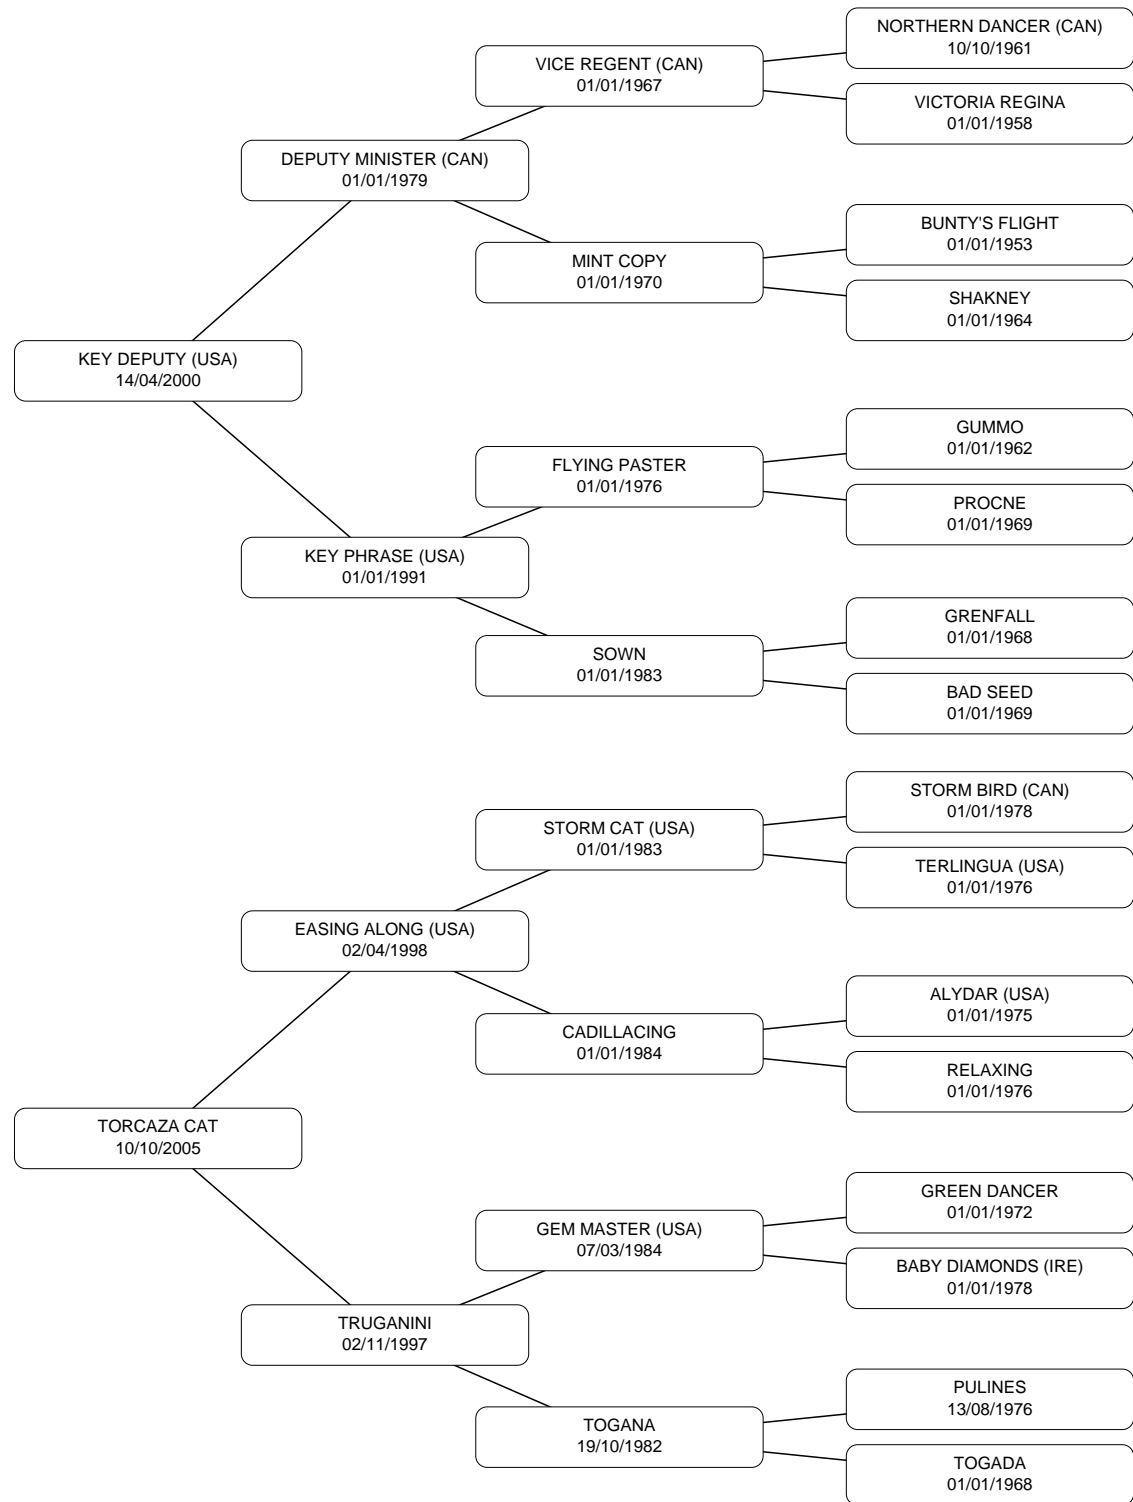 NORTHERN DANCER (CAN)
10/10/1961
VICE REGENT (CAN)
01/01/1967
VICTORIA REGINA
01/01/1958
DEPUTY MINISTER (CAN)
01/01/1979
BUNTY'S FLIGHT
01/01/1953
MINT COPY
01/01/1970
SHAKNEY
01/01/1964
KEY DEPUTY (USA)
14/04/2000
GUMMO
01/01/1962
FLYING PASTER
01/01/1976
PROCNE
01/01/1969
KEY PHRASE (USA)
01/01/1991
GRENFALL
01/01/1968
SOWN
01/01/1983
BAD SEED
01/01/1969
STORM BIRD (CAN)
01/01/1978
STORM CAT (USA)
01/01/1983
TERLINGUA (USA)
01/01/1976
EASING ALONG (USA)
02/04/1998
ALYDAR (USA)
01/01/1975
CADILLACING
01/01/1984
RELAXING
01/01/1976
TORCAZA CAT
10/10/2005
GREEN DANCER
01/01/1972
GEM MASTER (USA)
07/03/1984
BABY DIAMONDS (IRE)
01/01/1978
TRUGANINI
02/11/1997
PULINES
13/08/1976
TOGANA
19/10/1982
TOGADA
01/01/1968